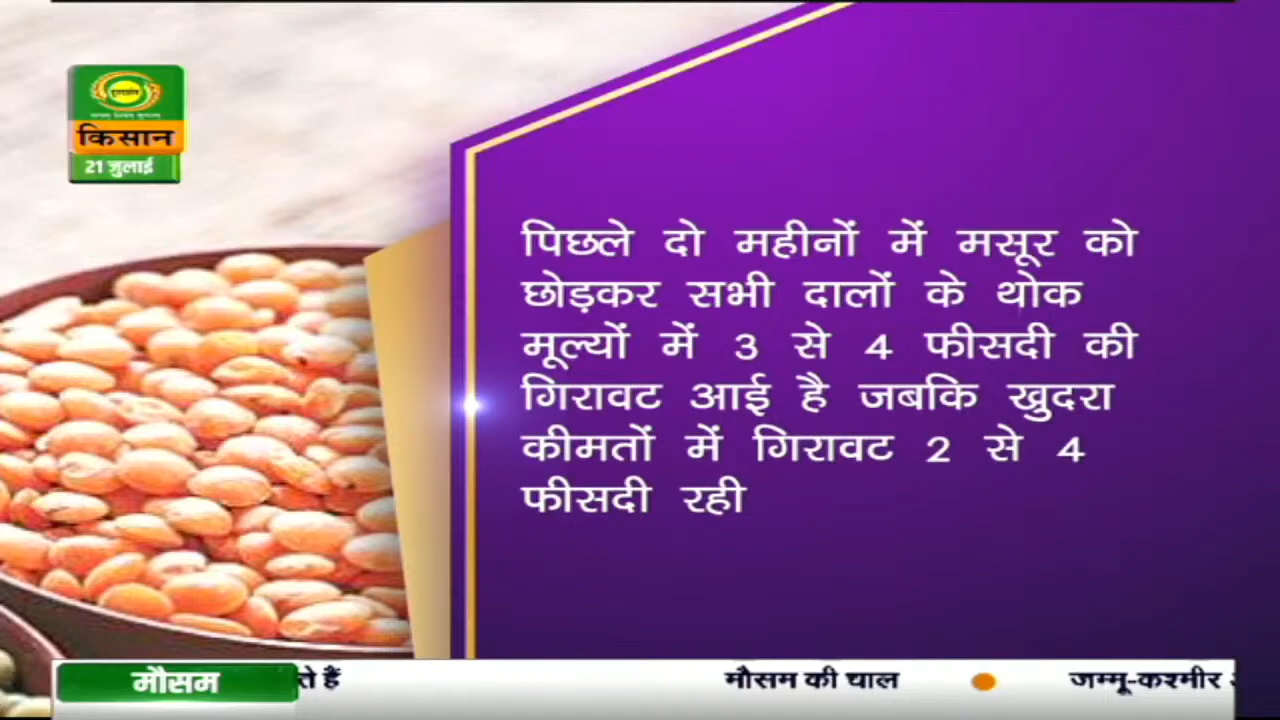 किसान
21 जुलाई
पिछले दो महीनों में मसूर को
छोड़कर सभी दालों के थोक
मूल्यों में 3 से 4 फीसदी की
गिरावट आई है जबकि खुदरा
कीमतों में गिरावट 2 से 4
फीसदी रही
मौसम
ते हैं मौसम की चाल जम्मू-कश्मीर